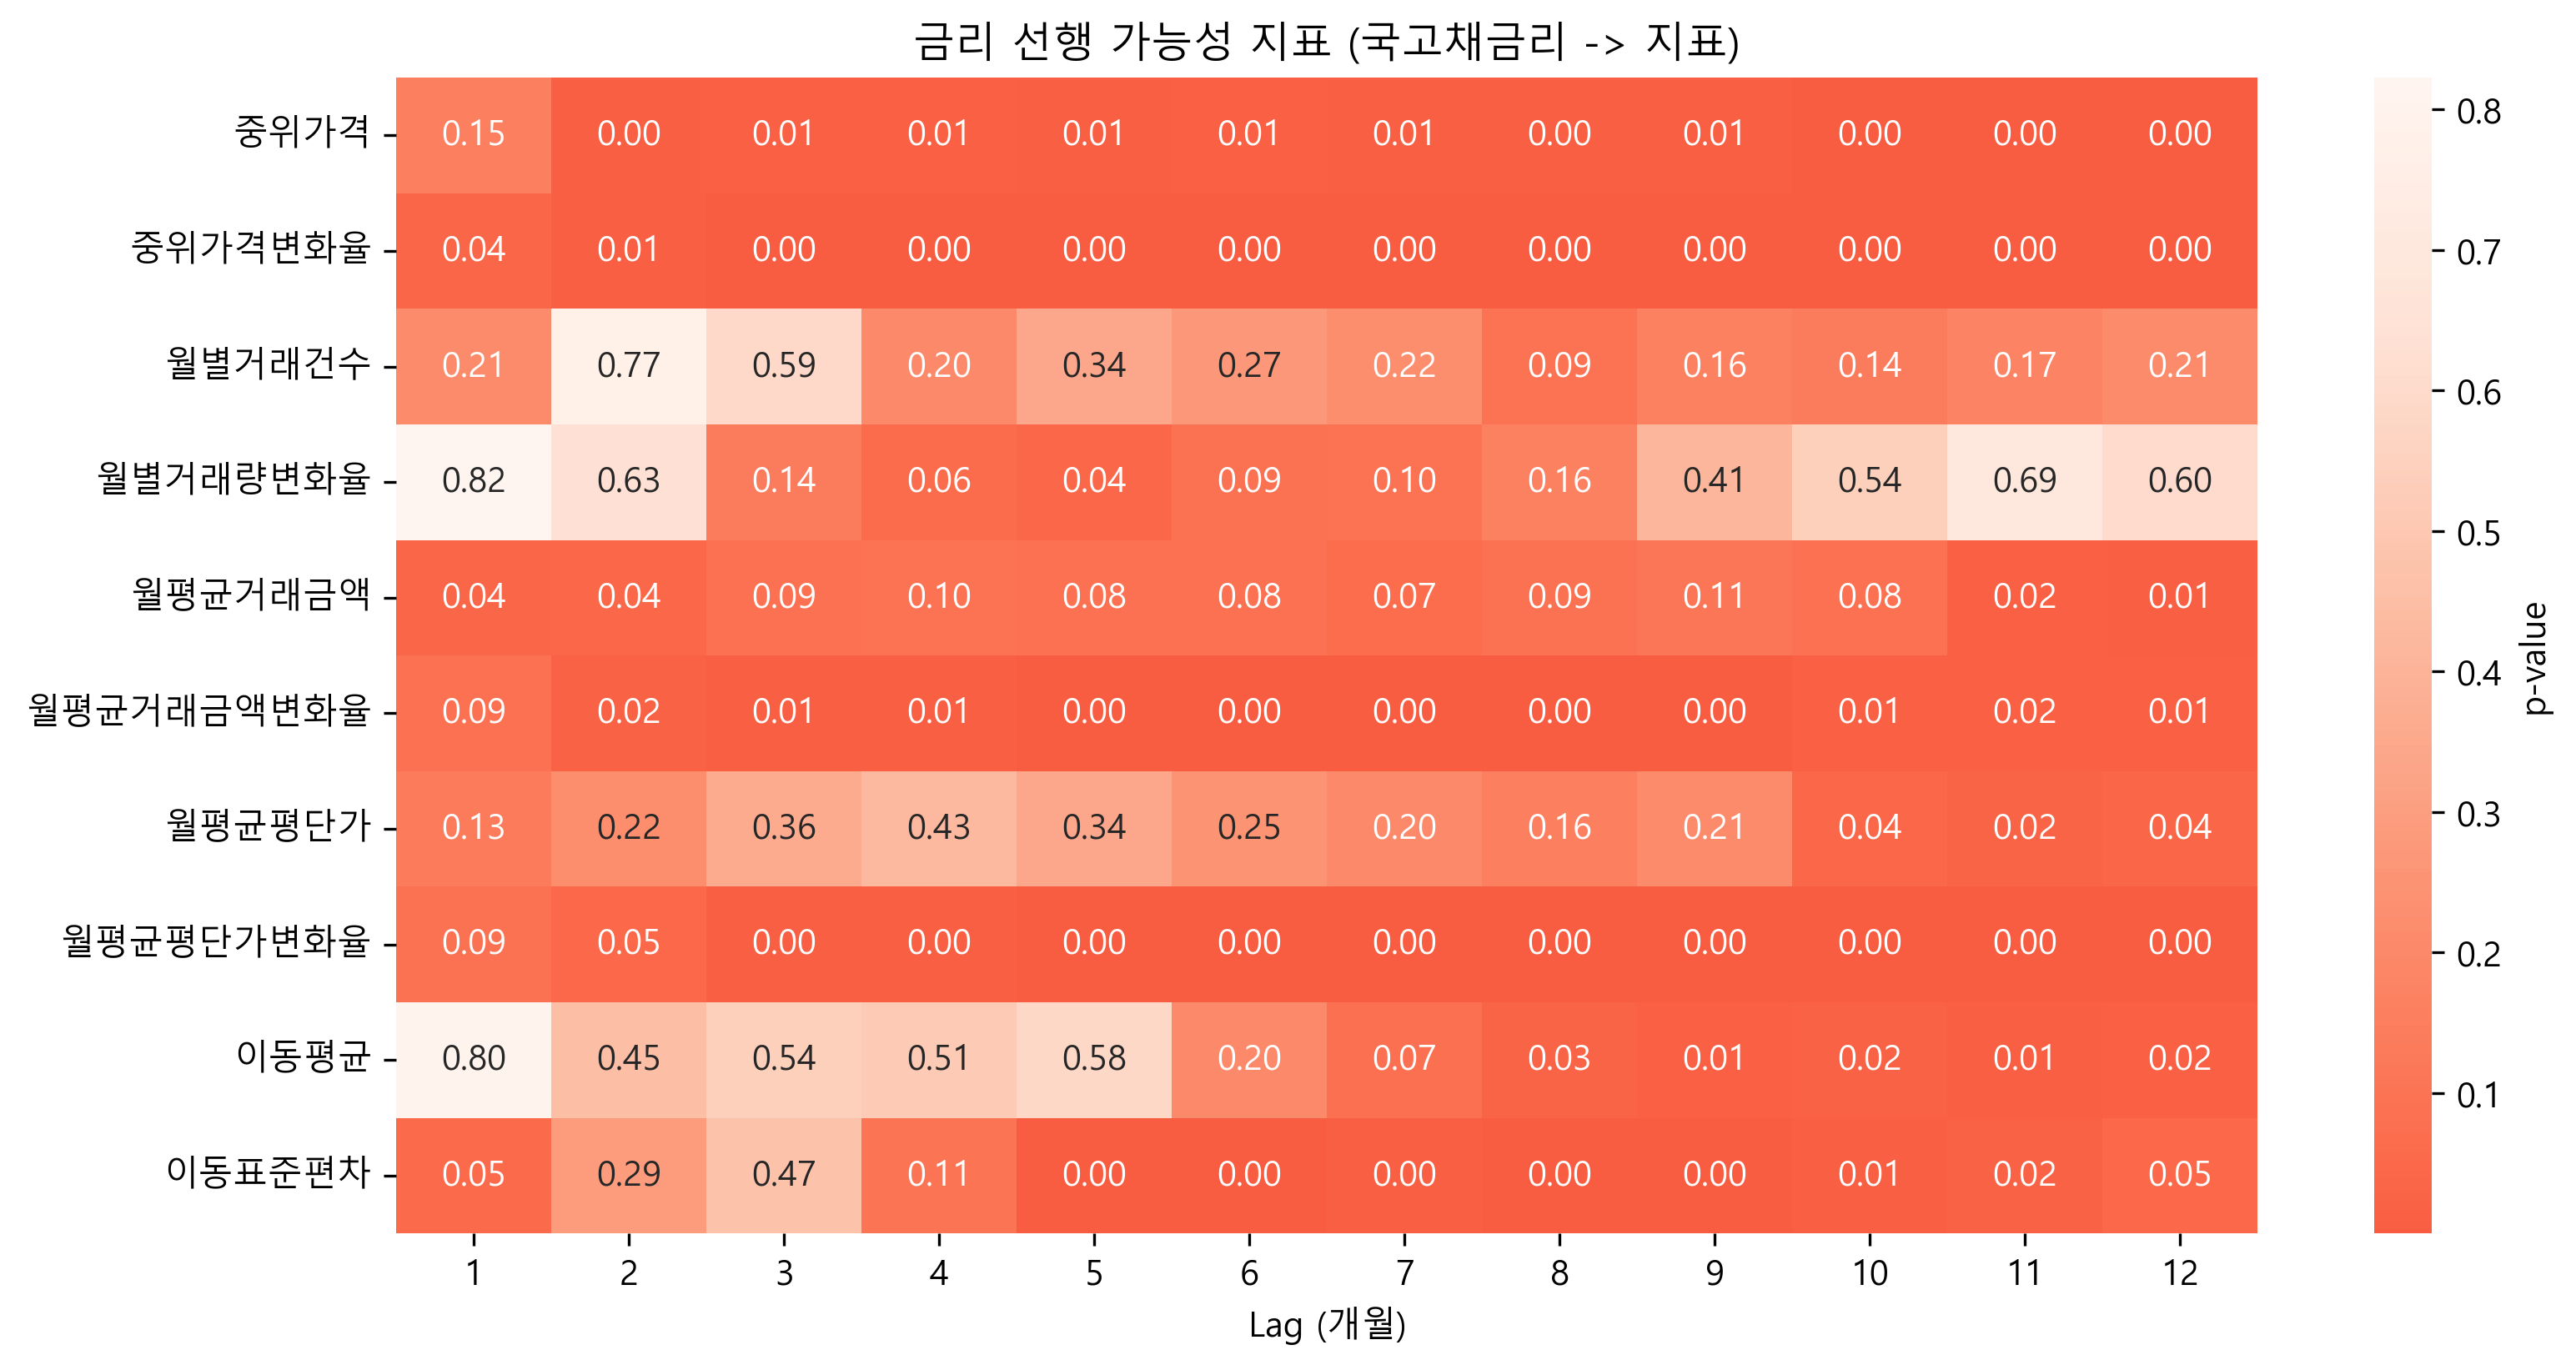 금리 선행 가능성 지표 (국고채금리 -> 지표)
중위가격 0.15 0.00 0.01 0.01 0.01 0.01 0.01 0.00 0.01 0.00 0.00 0.00
중위가격변화율 0.04 0.01 0.00 0.00 0.00 0.00 0.00 0.00 0.00 0.00 0.00 0.00
월별거래건수 0.21 0.77 0.59 0.20 0.34 0.27 0.22 0.09 0.16 0.14 0.17 0.21
월별거래량변화율 0.82 0.63 0.14 0.06 0.04 0.09 0.10 0.16 0.41 0.54 0.69 0.60
월평균거래금액 0.04 0.04 0.09 0.10 0.08 0.08 0.07 0.09 0.11 0.08 0.02 0.01
월평균거래금액변화율 0.09 0.02 0.01 0.01 0.00 0.00 0.00 0.00 0.00 0.01 0.02 0.01
월평균평단가 0.13 0.22 0.36 0.43 0.34 0.25 0.20 0.16 0.21 0.04 0.02 0.04
월평균평단가변화율 0.09 0.05 0.00 0.00 0.00 0.00 0.00 0.00 0.00 0.00 0.00 0.00
이동평균 0.80 0.45 0.54 0.51 0.58 0.20 0.07 0.03 0.01 0.02 0.01 0.02
이동표준편차 0.05 0.29 0.47 0.11 0.00 0.00 0.00 0.00 0.00 0.01 0.02 0.05
1 2 3 4 5 6 7 8 9 10 11 12
Lag (개월)
0.8
0.7
0.6
0.5
0.4
0.3
0.2
0.1
p-value